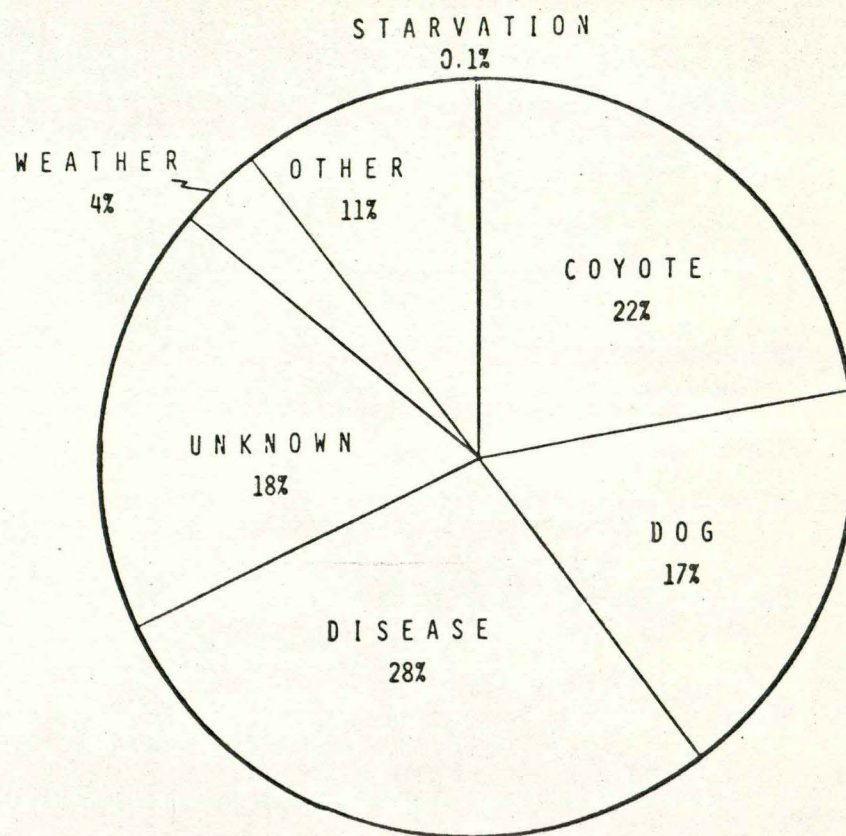 STARVATION
0.1%
WEATHER
4%
OTHER
11%
COYOTE
22%
UNKNOWN
18%
DOG
17%
DISEASE
28%